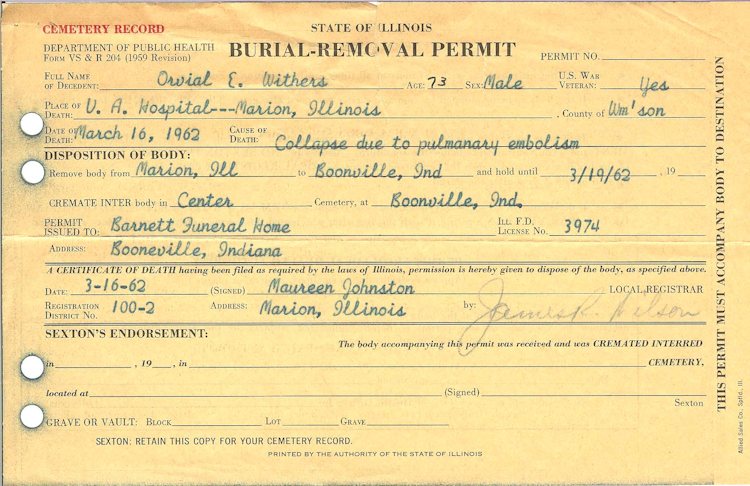 CEMETERY RECORD
STATE OF ILLINOIS
DEPARTMENT OF PUBLIC HEALTH
FORM VS & R 204 (1959 Revision)
BURIAL-REMOVAL PERMIT
PERMIT NO.
FULL NAME OF DECEDENT: Orvial E. Withers AGE: 73 SEX: Male U.S. WAR VETERAN: Yes
PLACE OF DEATH: V. A. Hospital---Marion, Illinois, County of Wm'son
DATE OF DEATH: March 16, 1962 CAUSE OF DEATH: Collapse due to pulmanary embolism
DISPOSITION OF BODY:
Remove body from Marion, Ill to Boonville, Ind and hold until 3/19/62, 19
CREMATE INTER body in Center Cemetery, at Boonville, Ind.
PERMIT ISSUED TO: Barnett Funeral Home ILL. F.D. LICENSE NO. 3974
ADDRESS: Booneville, Indiana
A CERTIFICATE OF DEATH having been filed as required by the laws of Illinois, permission is hereby given to dispose of the body, as specified above.
DATE: 3-16-62 (SIGNED) Maureen Johnston LOCAL REGISTRAR
REGISTRATION DISTRICT NO. 100-2 ADDRESS: Marion, Illinois by: James R. Wilson
SEXTON'S ENDORSEMENT:
The body accompanying this permit was received and was CREMATED INTERRED
in , 19 , in CEMETERY,
located at (Signed)
Sexton
GRAVE OR VAULT: BLOCK LOT GRAVE
SEXTON: RETAIN THIS COPY FOR YOUR CEMETERY RECORD.
PRINTED BY THE AUTHORITY OF THE STATE OF ILLINOIS
THIS PERMIT MUST ACCOMPANY BODY TO DESTINATION
Allied Sales Co., Spfld., Ill.